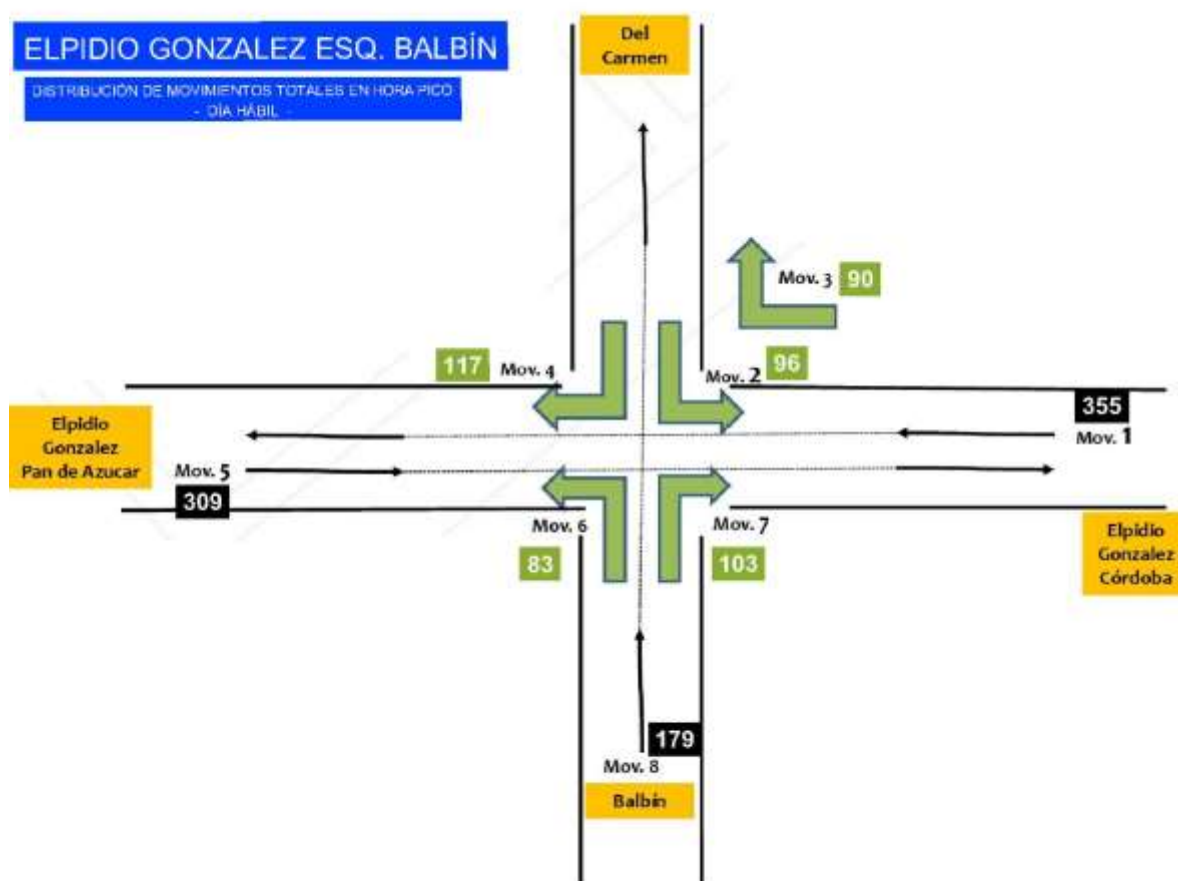 ELPIDIO GONZALEZ ESQ. BALBÍN
DISTRIBUCIÓN DE MOVIMIENTOS TOTALES EN HORA PICO
- DÍA HÁBIL -
Del
Carmen
Mov. 3 90
117 Mov. 4
96
Mov. 2
355
Mov. 1
Elpidio
Gonzalez
Pan de Azucar
Mov. 5
309
Mov. 6
83
Mov. 7
103
Elpidio
Gonzalez
Córdoba
179
Mov. 8
Balbín